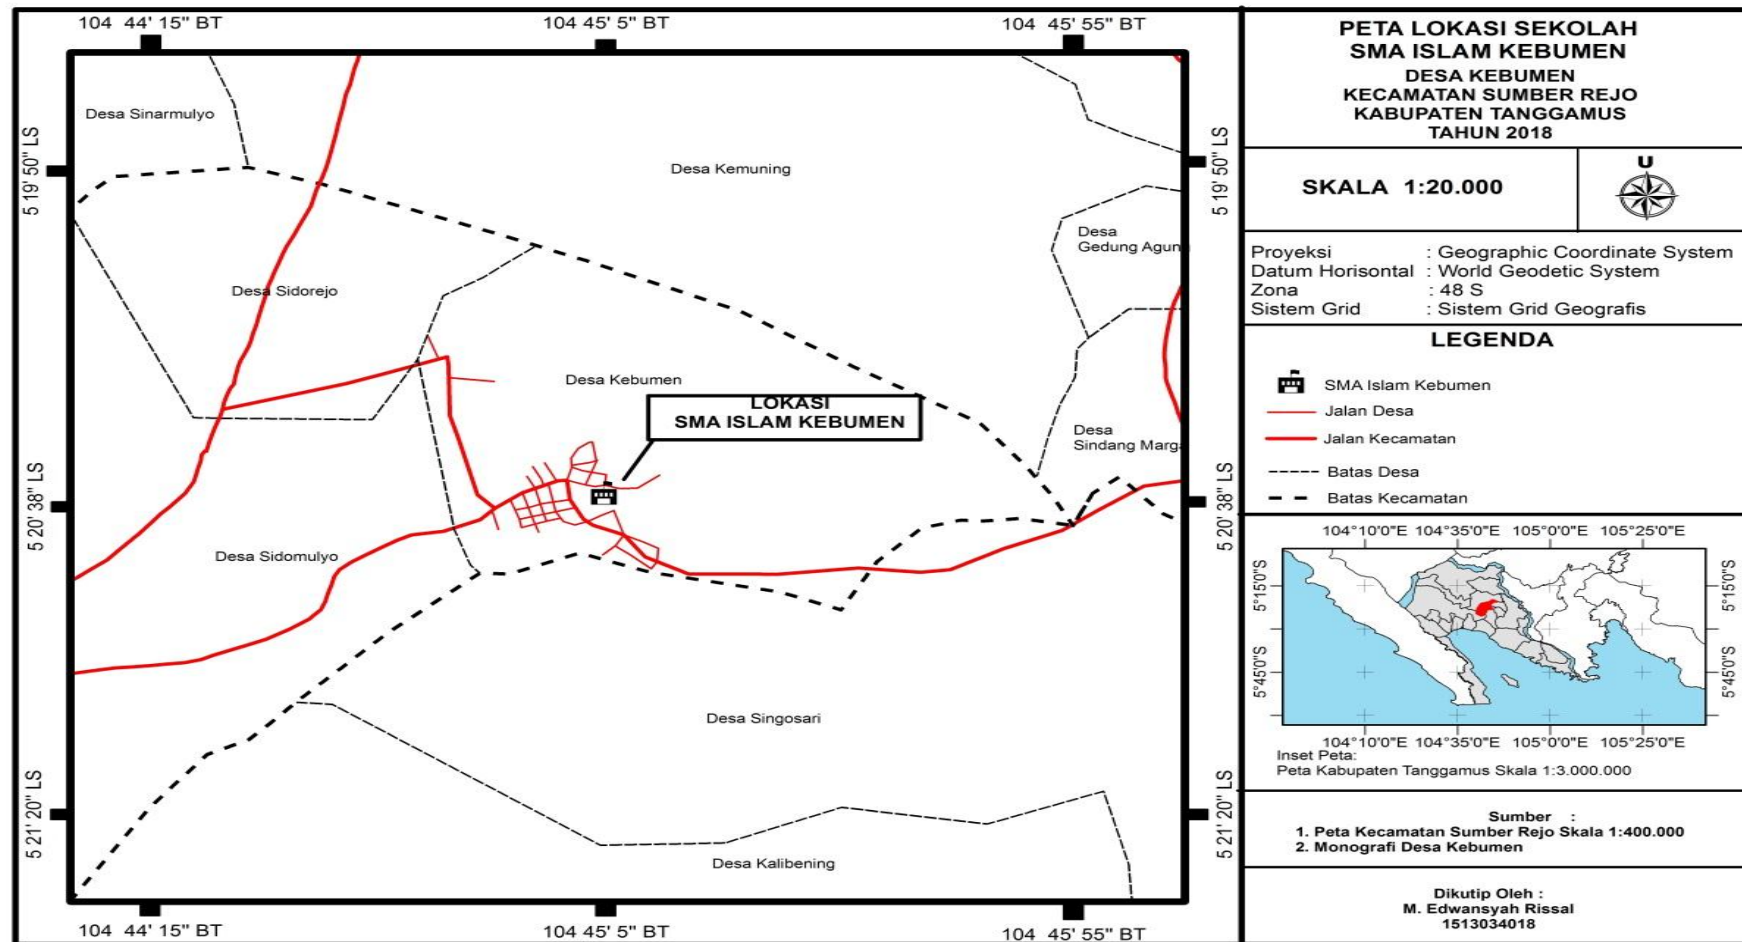 104 44' 15" BT
104 45' 5" BT
104 45' 55" BT
5 19' 50" LS
5 20' 38" LS
5 21' 20" LS
Desa Sinarmulyo
Desa Kemuning
Desa
Gedung Agun
Desa Sidorejo
Desa Kebumen
LOKASI
SMA ISLAM KEBUMEN
Desa
Sindang Marga
Desa Sidomulyo
Desa Singosari
Desa Kalibening
5 19' 50" LS
5 20' 38" LS
5 21' 20" LS
104 44' 15" BT
104 45' 5" BT
104 45' 55" BT
PETA LOKASI SEKOLAH
SMA ISLAM KEBUMEN
DESA KEBUMEN
KECAMATAN SUMBER REJO
KABUPATEN TANGGAMUS
TAHUN 2018
SKALA 1:20.000
U
Proyeksi : Geographic Coordinate System
Datum Horisontal : World Geodetic System
Zona : 48 S
Sistem Grid : Sistem Grid Geografis
LEGENDA
SMA Islam Kebumen
Jalan Desa
Jalan Kecamatan
Batas Desa
Batas Kecamatan
104°10'0"E 104°35'0"E 105°0'0"E 105°25'0"E
5°15'0"S
5°45'0"S
5°15'0"S
5°45'0"S
104°10'0"E 104°35'0"E 105°0'0"E 105°25'0"E
Inset Peta:
Peta Kabupaten Tanggamus Skala 1:3.000.000
Sumber :
1. Peta Kecamatan Sumber Rejo Skala 1:400.000
2. Monografi Desa Kebumen
Dikutip Oleh :
M. Edwansyah Rissal
1513034018